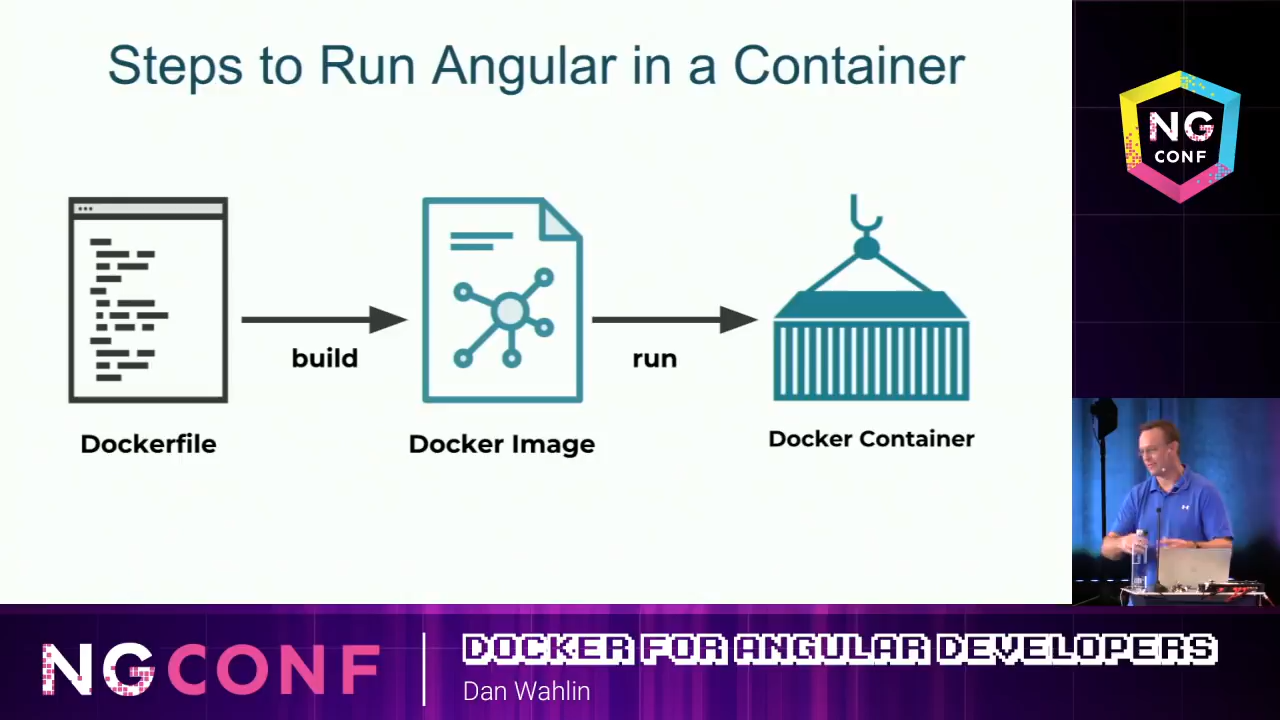 Steps to Run Angular in a Container
build
run
Dockerfile
Docker Image
Docker Container
NG
CONF
NGCONF
DOCKER FOR ANGULAR DEVELOPERS
Dan Wahlin